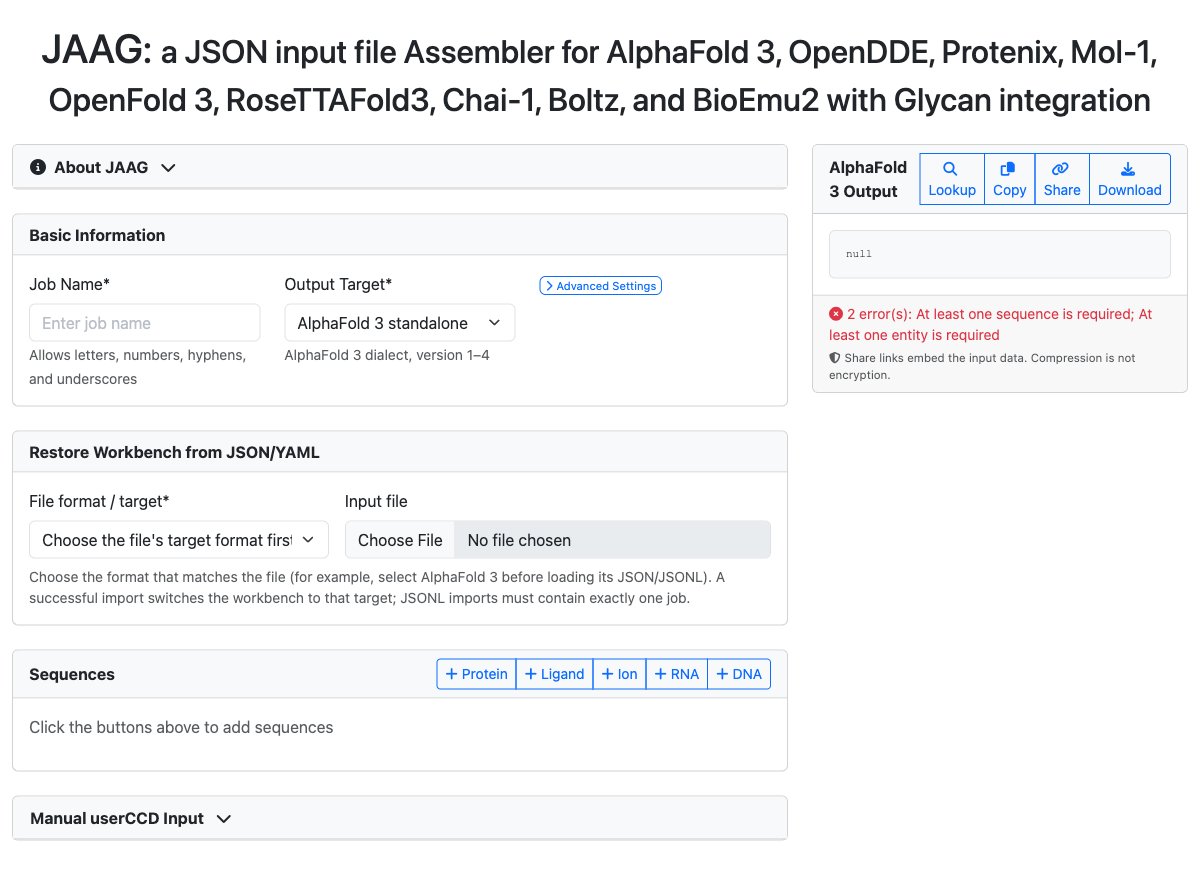 JAAG: a JSON input file Assembler for AlphaFold 3, OpenDDE, Protenix, Mol-1,
OpenFold 3, RoseTTAFold3, Chai-1, Boltz, and BioEmu2 with Glycan integration
About JAAG
Basic Information
Job Name*
Enter job name
Allows letters, numbers, hyphens,
and underscores
Output Target*
AlphaFold 3 standalone
AlphaFold 3 dialect, version 1–4
Advanced Settings
Restore Workbench from JSON/YAML
File format / target*
Choose the file's target format first
Input file
Choose File No file chosen
Choose the format that matches the file (for example, select AlphaFold 3 before loading its JSON/JSONL). A
successful import switches the workbench to that target; JSONL imports must contain exactly one job.
Sequences
+ Protein + Ligand + Ion + RNA + DNA
Click the buttons above to add sequences
Manual userCCD Input
AlphaFold
3 Output
Lookup Copy Share Download
null
2 error(s): At least one sequence is required; At
least one entity is required
Share links embed the input data. Compression is not
encryption.